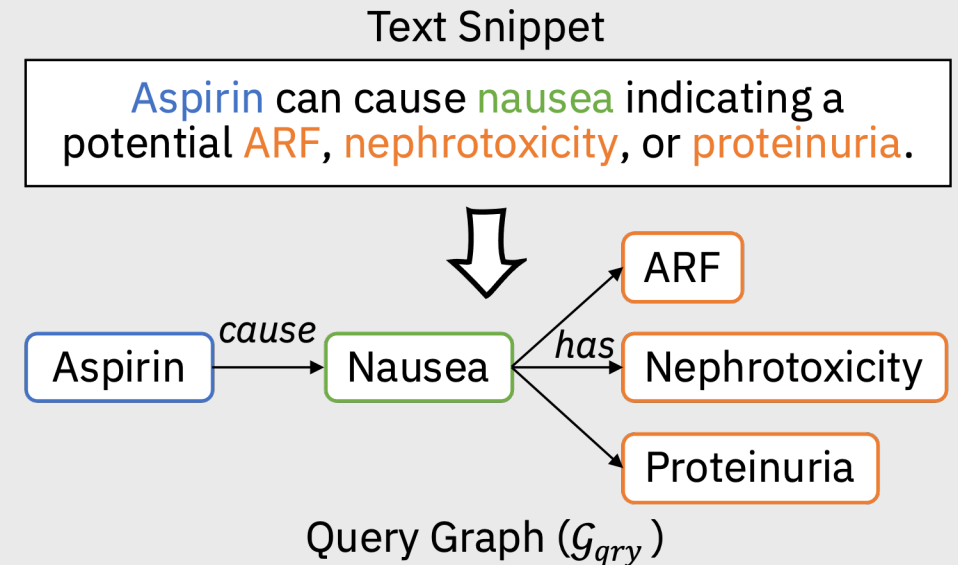 Text Snippet
Aspirin can cause nausea indicating a
potential ARF, nephrotoxicity, or proteinuria.
ARF
cause
has
Aspirin
Nausea
Nephrotoxicity
Proteinuria
Query Graph (𝒢qry )